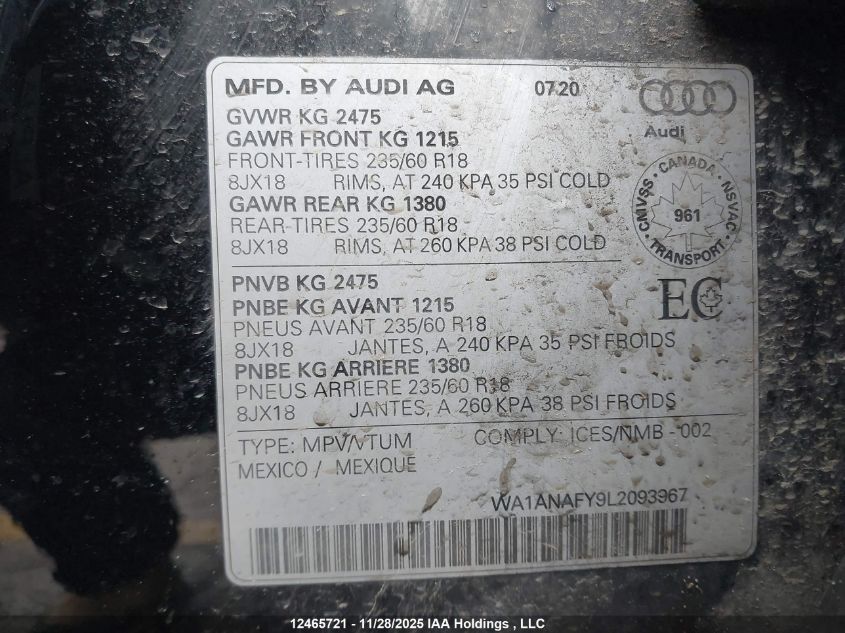 MFD. BY AUDI AG 07.20
Audi
GVWR KG 2475
GAWR FRONT KG 1215
FRONT-TIRES 235/60 R18
8JX18 RIMS, AT 240 KPA 35 PSI COLD
GAWR REAR KG 1380
REAR-TIRES 235/60 R18
8JX18 RIMS, AT 260 KPA 38 PSI COLD
CANADA
CMVSS NSVAC
961
TRANSPORT
PNVB KG 2475
PNBE KG AVANT 1215
PNEUS AVANT 235/60 R18
8JX18 JANTES, A 240 KPA 35 PSI FROIDS
PNBE KG ARRIERE 1380
PNEUS ARRIERE 235/60 R18
8JX18 JANTES, A 260 KPA 38 PSI FROIDS
EC
TYPE: MPV/VTUM COMPLY: ICES/NMB -002
MEXICO / MEXIQUE
WA1ANAFY9L2093967
12465721 - 11/28/2025 IAA Holdings , LLC